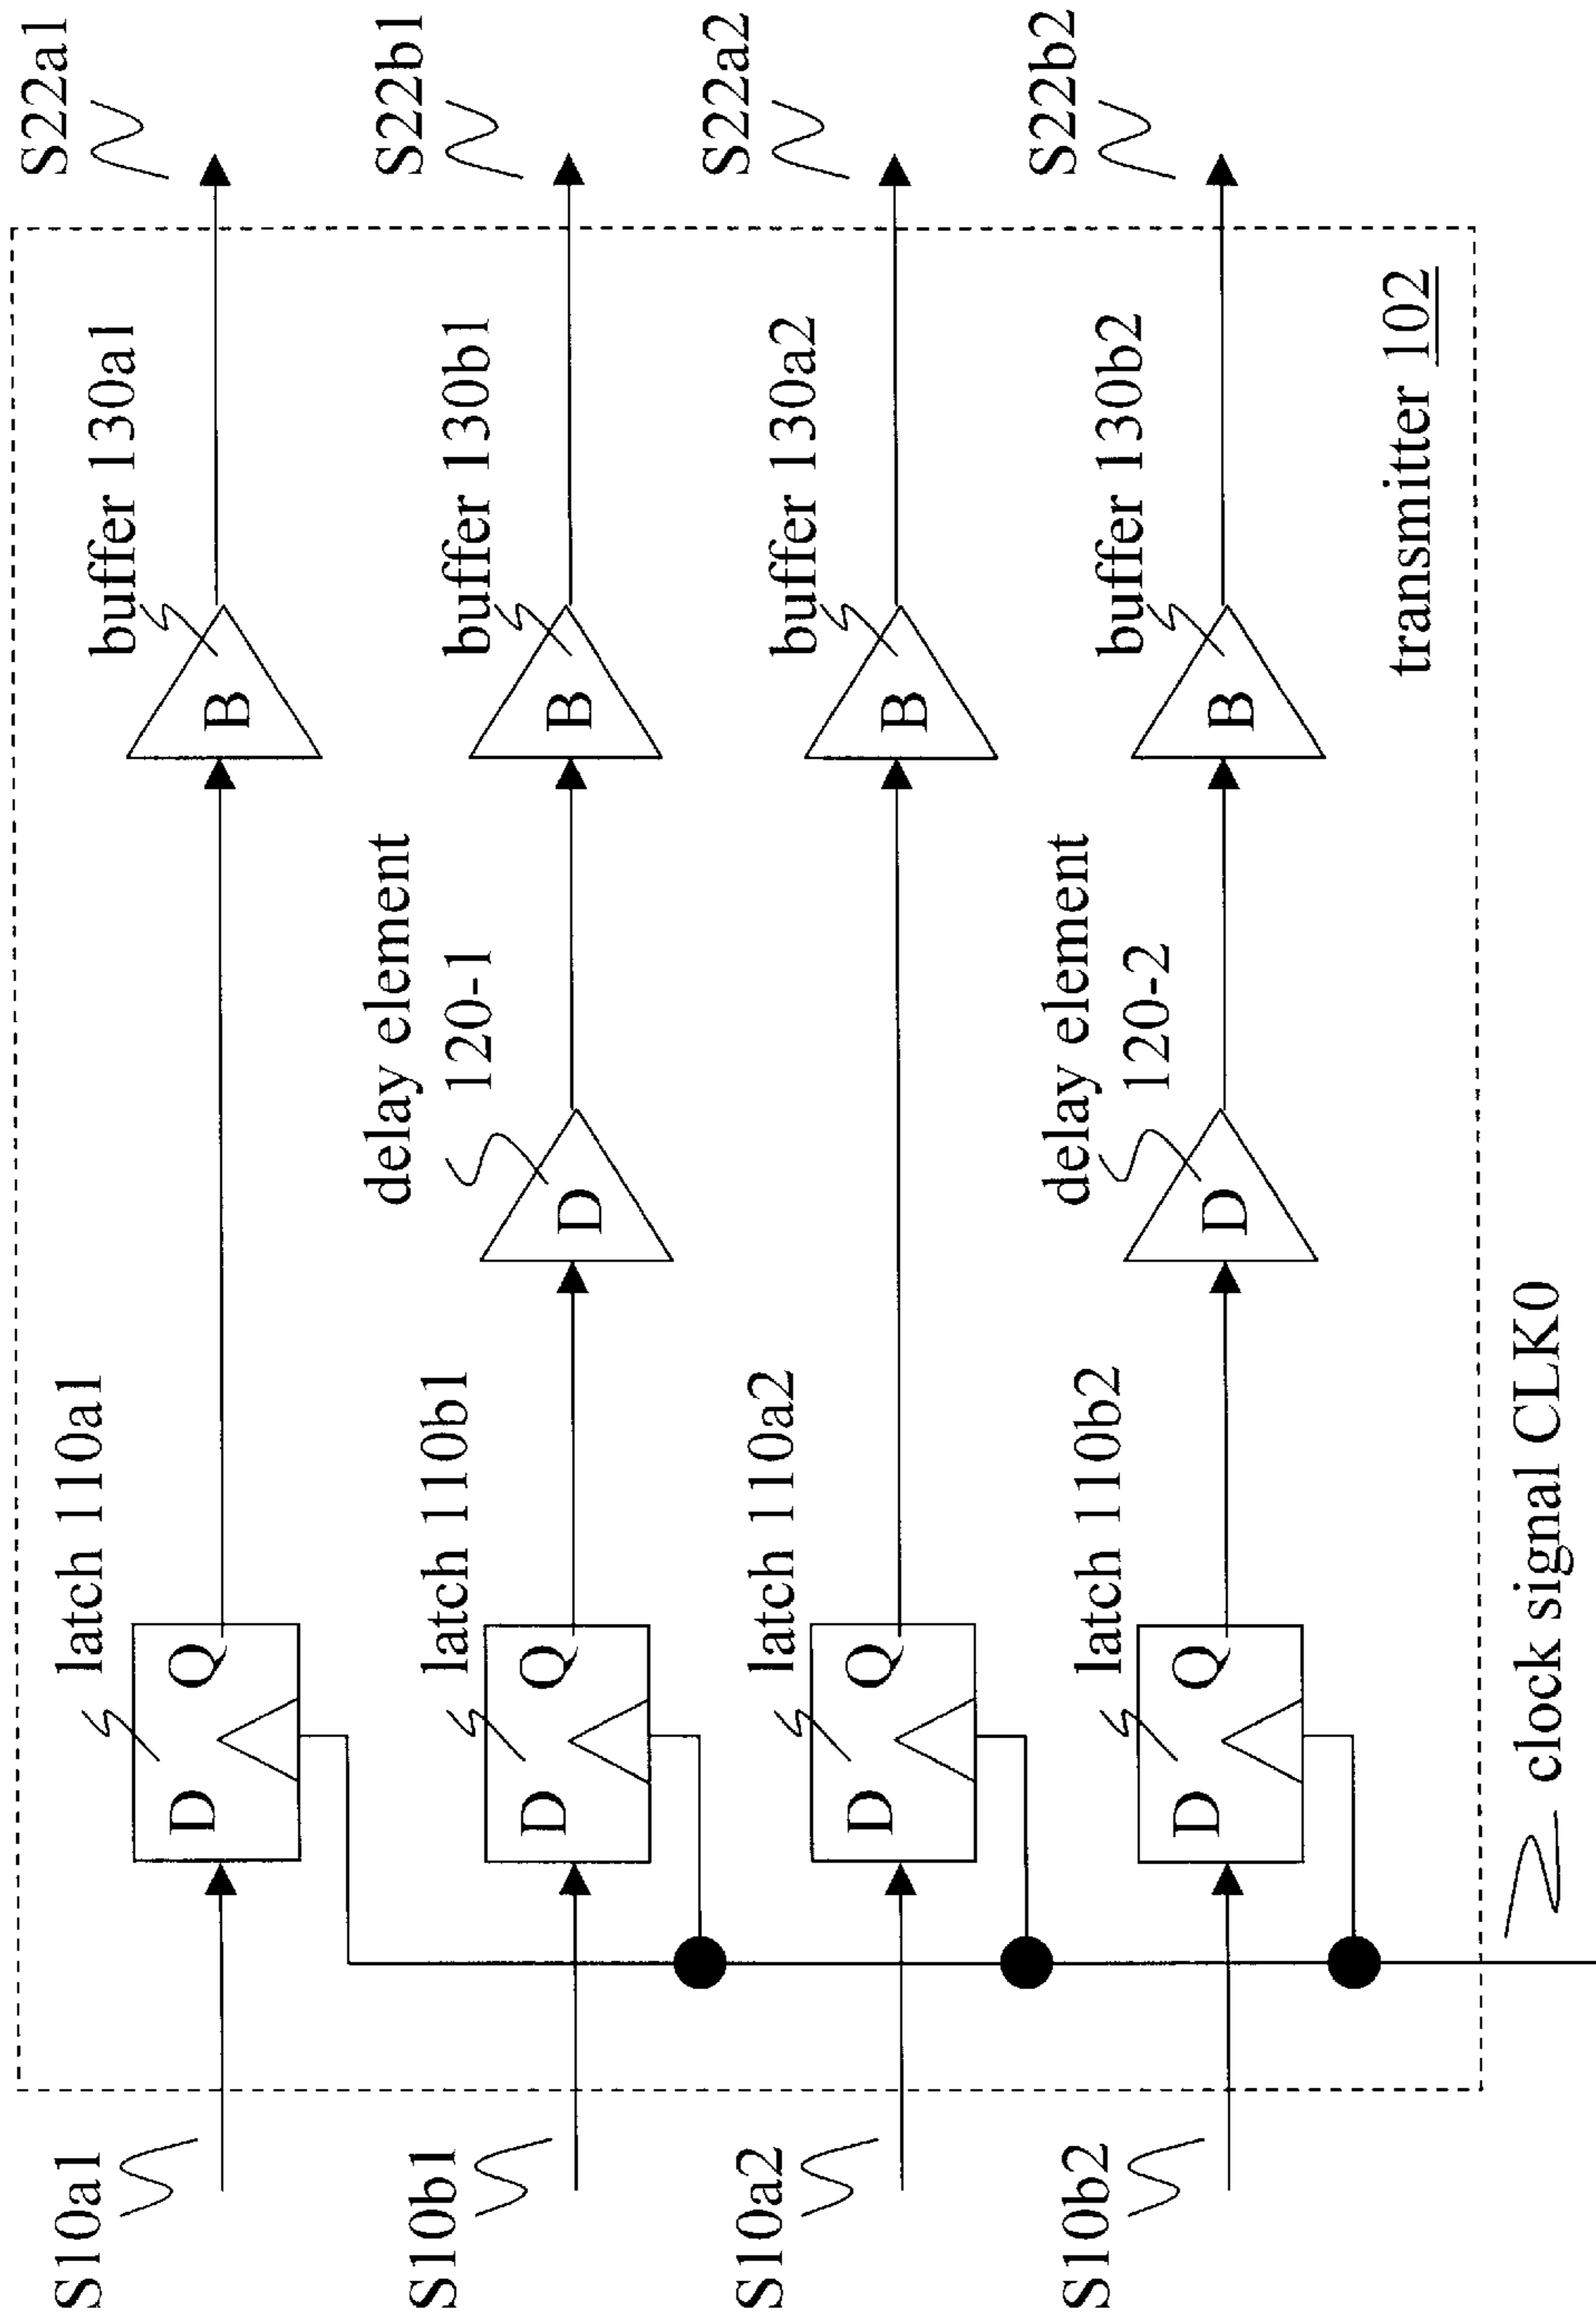 S10a1
latch 110a1
D Q
buffer 130a1
B
S22a1
S10b1
latch 110b1
D Q
delay element
120-1
D
buffer 130b1
B
S22b1
S10a2
latch 110a2
D Q
buffer 130a2
B
S22a2
S10b2
latch 110b2
D Q
delay element
120-2
D
buffer 130b2
B
S22b2
transmitter 102
clock signal CLK0